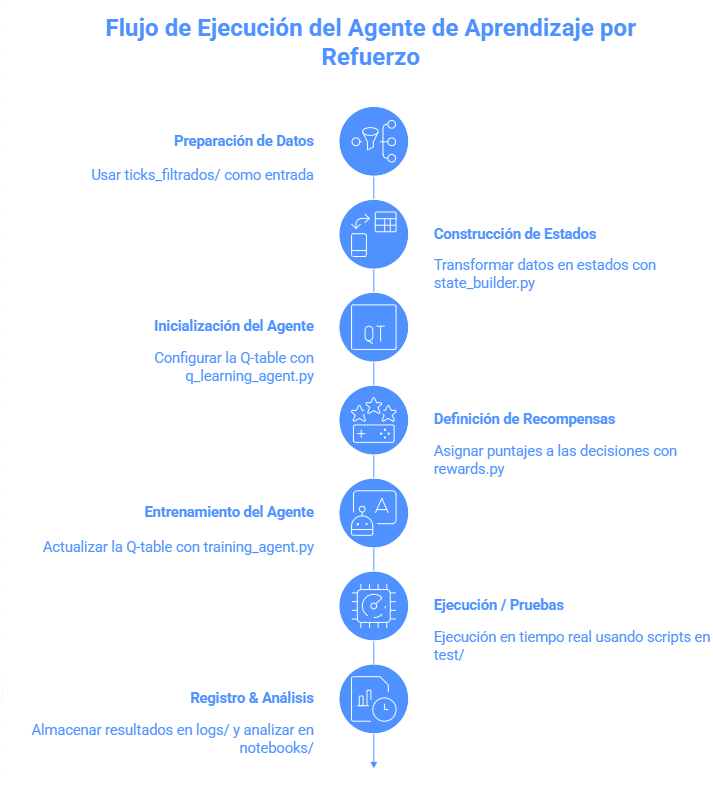 Flujo de Ejecución del Agente de Aprendizaje por
Refuerzo
Preparación de Datos
Usar ticks_filtrados/ como entrada
Construcción de Estados
Transformar datos en estados con
state_builder.py
Inicialización del Agente
Configurar la Q-table con
q_learning_agent.py
QT
Definición de Recompensas
Asignar puntajes a las decisiones con
rewards.py
Entrenamiento del Agente
Actualizar la Q-table con training_agent.py
A
Ejecución / Pruebas
Ejecución en tiempo real usando scripts en
test/
Registro & Análisis
Almacenar resultados en logs/ y analizar en
notebooks/